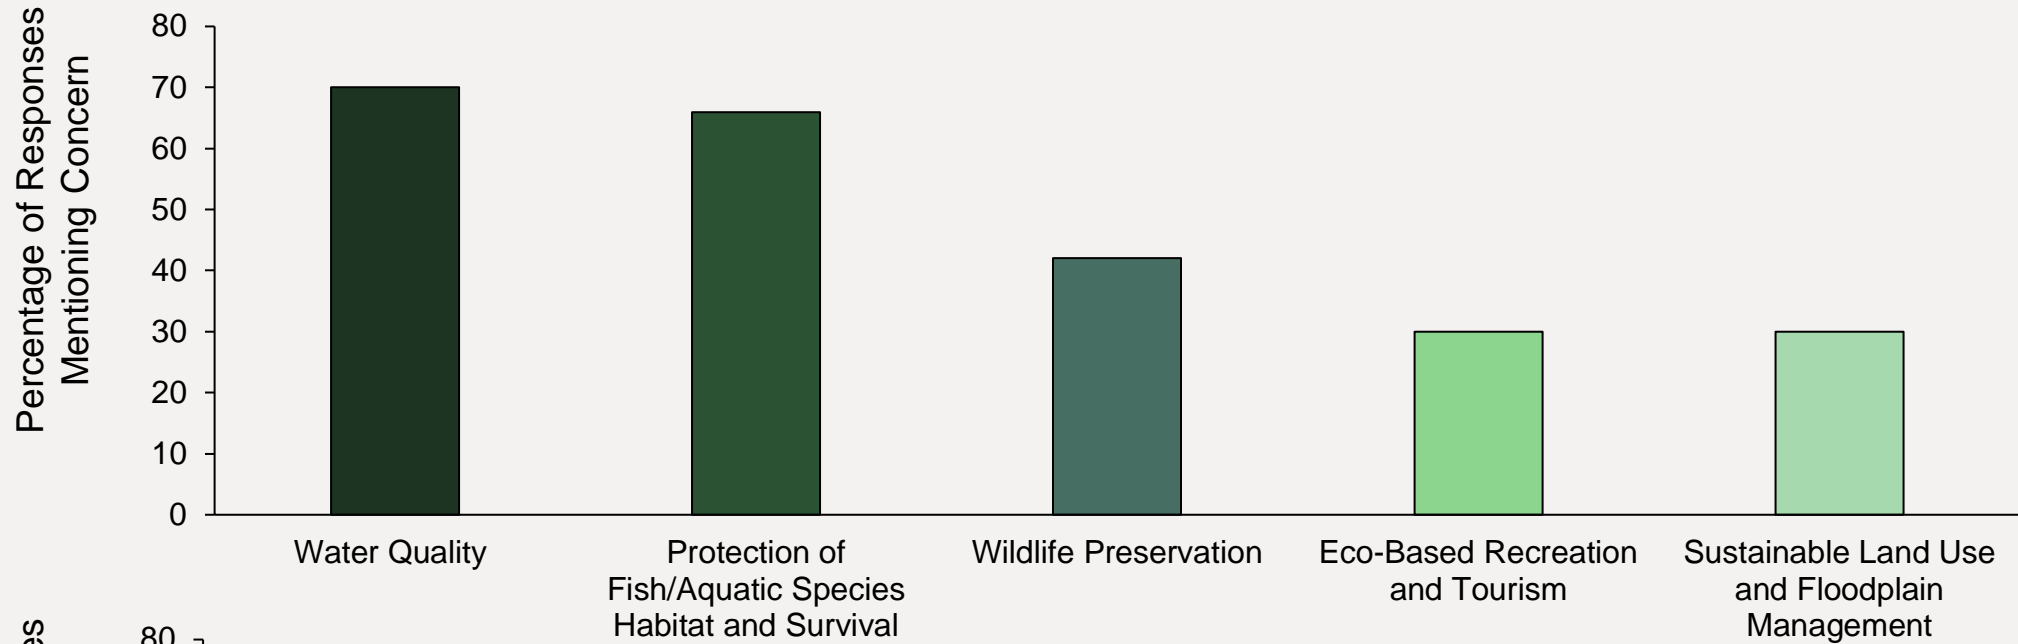 Percentage of Responses
Mentioning Concern
80
70
60
50
40
30
20
10
0
Water Quality
Protection of
Fish/Aquatic Species
Habitat and Survival
Wildlife Preservation
Eco-Based Recreation
and Tourism
Sustainable Land Use
and Floodplain
Management
80